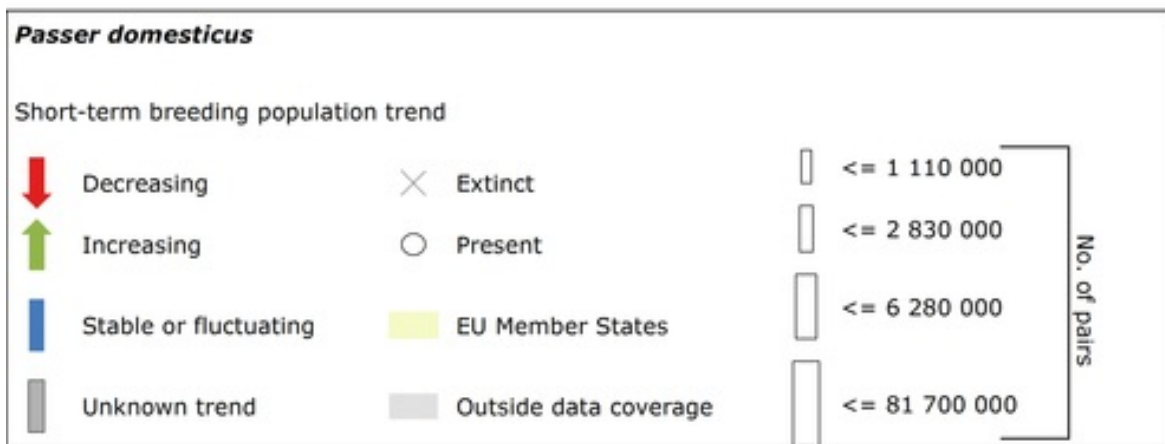 Passer domesticus
Short-term breeding population trend
Decreasing
Extinct
<= 1 110 000
Increasing
Present
<= 2 830 000
Stable or fluctuating
EU Member States
<= 6 280 000
Unknown trend
Outside data coverage
<= 81 700 000
No. of pairs